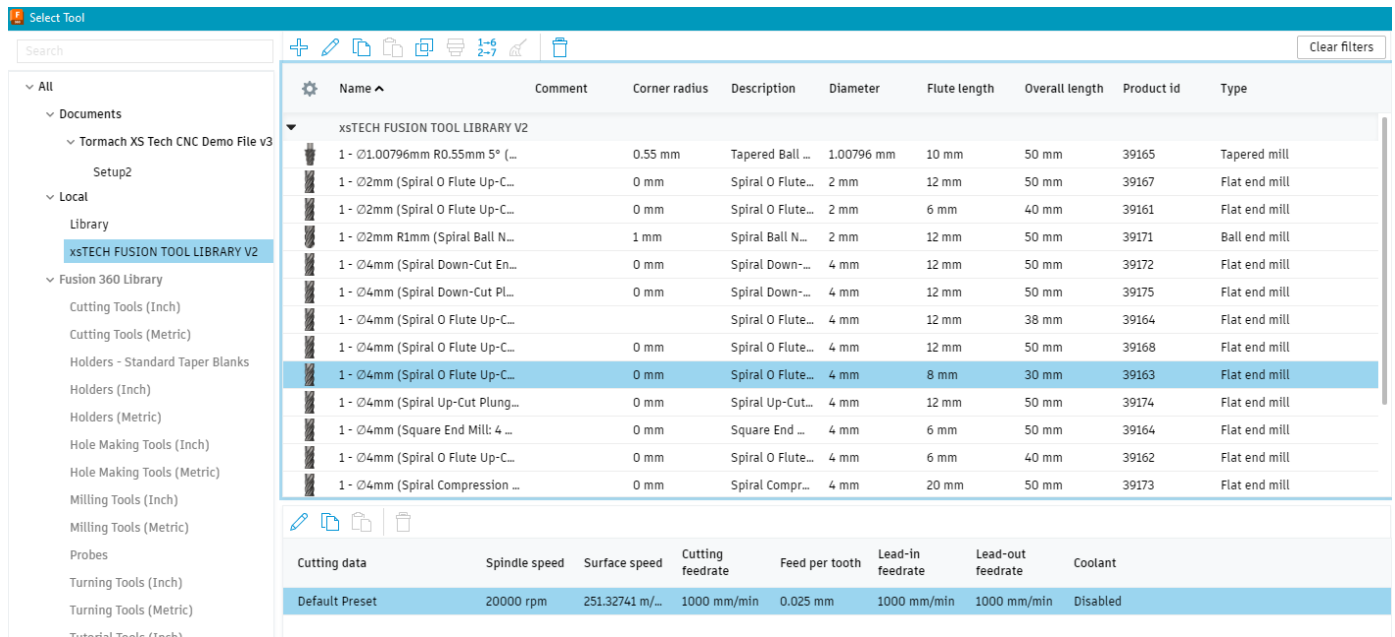 Select Tool
Search
Clear filters
All
Documents
Tormach XS Tech CNC Demo File v3
Setup2
Local
Library
xsTECH FUSION TOOL LIBRARY V2
Fusion 360 Library
Cutting Tools (Inch)
Cutting Tools (Metric)
Holders - Standard Taper Blanks
Holders (Inch)
Holders (Metric)
Hole Making Tools (Inch)
Hole Making Tools (Metric)
Milling Tools (Inch)
Milling Tools (Metric)
Probes
Turning Tools (Inch)
Turning Tools (Metric)
Tutorial Tools (Inch)
1→6
2→7
Name Comment Corner radius Description Diameter Flute length Overall length Product id Type
xsTECH FUSION TOOL LIBRARY V2
1 - Ø1.00796mm R0.55mm 5° (... 0.55 mm Tapered Ball ... 1.00796 mm 10 mm 50 mm 39165 Tapered mill
1 - Ø2mm (Spiral O Flute Up-C... 0 mm Spiral O Flute... 2 mm 12 mm 50 mm 39167 Flat end mill
1 - Ø2mm (Spiral O Flute Up-C... 0 mm Spiral O Flute... 2 mm 6 mm 40 mm 39161 Flat end mill
1 - Ø2mm R1mm (Spiral Ball N... 1 mm Spiral Ball N... 2 mm 12 mm 50 mm 39171 Ball end mill
1 - Ø4mm (Spiral Down-Cut En... 0 mm Spiral Down-... 4 mm 12 mm 50 mm 39172 Flat end mill
1 - Ø4mm (Spiral Down-Cut Pl... 0 mm Spiral Down-... 4 mm 12 mm 50 mm 39175 Flat end mill
1 - Ø4mm (Spiral O Flute Up-C... Spiral O Flute... 4 mm 12 mm 38 mm 39164 Flat end mill
1 - Ø4mm (Spiral O Flute Up-C... 0 mm Spiral O Flute... 4 mm 12 mm 50 mm 39168 Flat end mill
1 - Ø4mm (Spiral O Flute Up-C... 0 mm Spiral O Flute... 4 mm 8 mm 30 mm 39163 Flat end mill
1 - Ø4mm (Spiral Up-Cut Plung... 0 mm Spiral Up-Cut... 4 mm 12 mm 50 mm 39174 Flat end mill
1 - Ø4mm (Square End Mill: 4 ... 0 mm Square End ... 4 mm 6 mm 50 mm 39164 Flat end mill
1 - Ø4mm (Spiral O Flute Up-C... 0 mm Spiral O Flute... 4 mm 6 mm 40 mm 39162 Flat end mill
1 - Ø4mm (Spiral Compression ... 0 mm Spiral Compr... 4 mm 20 mm 50 mm 39173 Flat end mill
Cutting data Spindle speed Surface speed Cutting feedrate Feed per tooth Lead-in feedrate Lead-out feedrate Coolant
Default Preset 20000 rpm 251.32741 m/... 1000 mm/min 0.025 mm 1000 mm/min 1000 mm/min Disabled